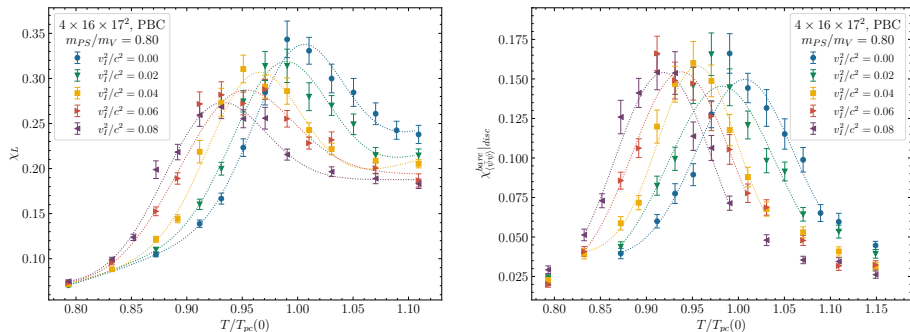 4 × 16 × 17², PBC
m_PS/m_V = 0.80
v_I²/c² = 0.00
v_I²/c² = 0.02
v_I²/c² = 0.04
v_I²/c² = 0.06
v_I²/c² = 0.08
χ_L
0.35
0.30
0.25
0.20
0.15
0.10
0.80 0.85 0.90 0.95 1.00 1.05 1.10
T/T_pc(0)
4 × 16 × 17², PBC
m_PS/m_V = 0.80
v_I²/c² = 0.00
v_I²/c² = 0.02
v_I²/c² = 0.04
v_I²/c² = 0.06
v_I²/c² = 0.08
χ^bare_⟨ψ̄ψ⟩|disc
0.175
0.150
0.125
0.100
0.075
0.050
0.025
0.80 0.85 0.90 0.95 1.00 1.05 1.10 1.15
T/T_pc(0)